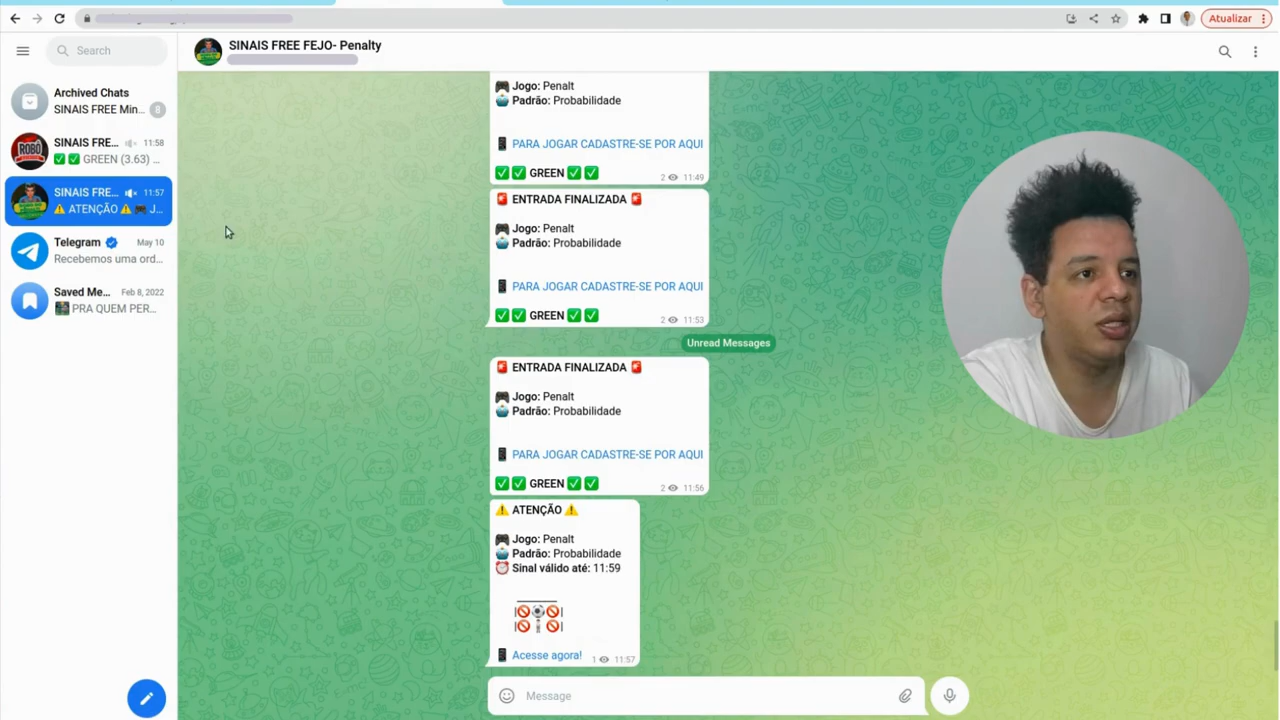 Atualizar
Search
SINAIS FREE FEJO- Penalty
Archived Chats
SINAIS FREE Min... 8
SINAIS FRE... 11:58
✅ ✅ GREEN (3.63) ...
SINAIS FRE... 11:57
⚠️ ATENÇÃO ⚠️ 🎮 J...
Telegram May 10
Recebemos uma ord...
Saved Me... Feb 8, 2022
PRA QUEM PER...
🎮 Jogo: Penalt
Padrão: Probabilidade
📱 PARA JOGAR CADASTRE-SE POR AQUI
✅ ✅ GREEN ✅ ✅ 2 11:49
🚨 ENTRADA FINALIZADA 🚨
🎮 Jogo: Penalt
Padrão: Probabilidade
📱 PARA JOGAR CADASTRE-SE POR AQUI
✅ ✅ GREEN ✅ ✅ 2 11:53
Unread Messages
🚨 ENTRADA FINALIZADA 🚨
🎮 Jogo: Penalt
Padrão: Probabilidade
📱 PARA JOGAR CADASTRE-SE POR AQUI
✅ ✅ GREEN ✅ ✅ 2 11:56
⚠️ ATENÇÃO ⚠️
🎮 Jogo: Penalt
Padrão: Probabilidade
⏰ Sinal válido até: 11:59
|🚫⚽🚫|
|🚫🚫|
📱 Acesse agora! 1 11:57
Message